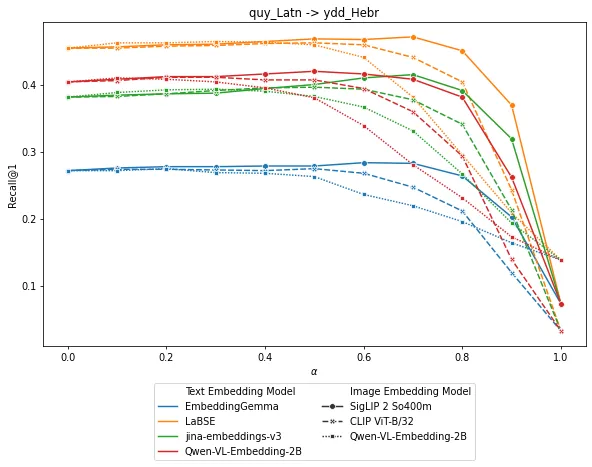 quy_Latn -> ydd_Hebr
Recall@1
0.4
0.3
0.2
0.1
0.0 0.2 0.4 0.6 0.8 1.0
α
Text Embedding Model
EmbeddingGemma
LaBSE
jina-embeddings-v3
Qwen-VL-Embedding-2B
Image Embedding Model
SigLIP 2 So400m
CLIP ViT-B/32
Qwen-VL-Embedding-2B